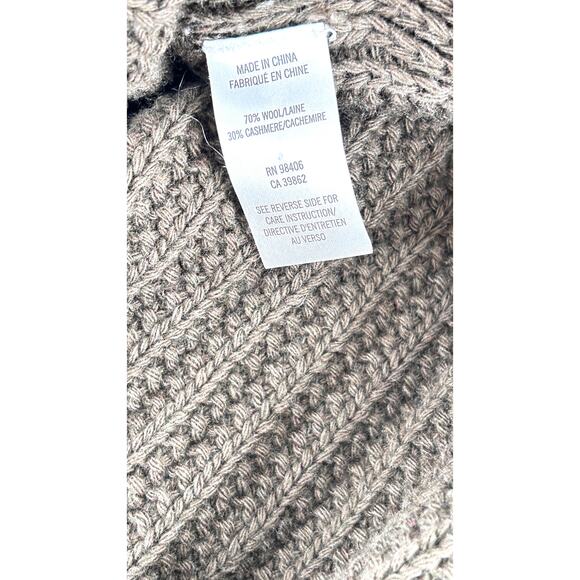 MADE IN CHINA
FABRIQUÉ EN CHINE
70% WOOL/LAINE
30% CASHMERE/CACHEMIRE
RN 98406
CA 39862
SEE REVERSE SIDE FOR
CARE INSTRUCTION/
DIRECTIVE D'ENTRETIEN
AU VERSO